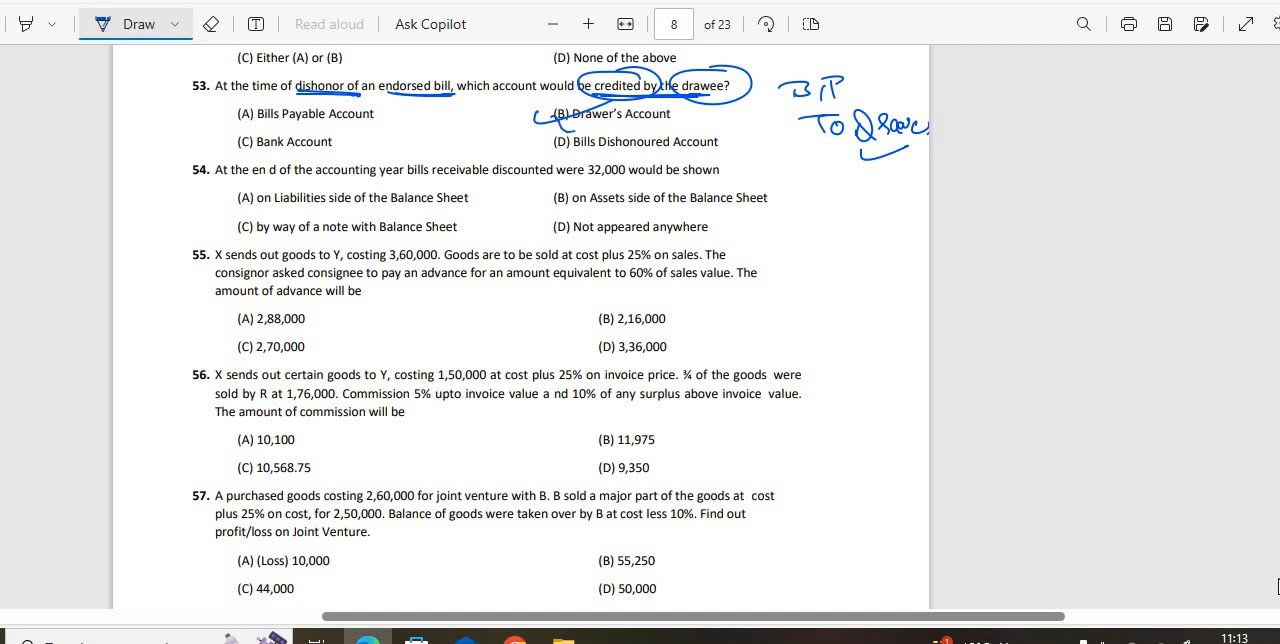 Draw
Read aloud
Ask Copilot
8
of 23
(C) Either (A) or (B)
(D) None of the above
53. At the time of dishonor of an endorsed bill, which account would be credited by the drawee?
(A) Bills Payable Account
(B) Drawer's Account
(C) Bank Account
(D) Bills Dishonoured Account
B/P
To
54. At the en d of the accounting year bills receivable discounted were 32,000 would be shown
(A) on Liabilities side of the Balance Sheet
(B) on Assets side of the Balance Sheet
(C) by way of a note with Balance Sheet
(D) Not appeared anywhere
55. X sends out goods to Y, costing 3,60,000. Goods are to be sold at cost plus 25% on sales. The
consignor asked consignee to pay an advance for an amount equivalent to 60% of sales value. The
amount of advance will be
(A) 2,88,000
(B) 2,16,000
(C) 2,70,000
(D) 3,36,000
56. X sends out certain goods to Y, costing 1,50,000 at cost plus 25% on invoice price. ¾ of the goods were
sold by R at 1,76,000. Commission 5% upto invoice value a nd 10% of any surplus above invoice value.
The amount of commission will be
(A) 10,100
(B) 11,975
(C) 10,568.75
(D) 9,350
57. A purchased goods costing 2,60,000 for joint venture with B. B sold a major part of the goods at cost
plus 25% on cost, for 2,50,000. Balance of goods were taken over by B at cost less 10%. Find out
profit/loss on Joint Venture.
(A) (Loss) 10,000
(B) 55,250
(C) 44,000
(D) 50,000
11:13